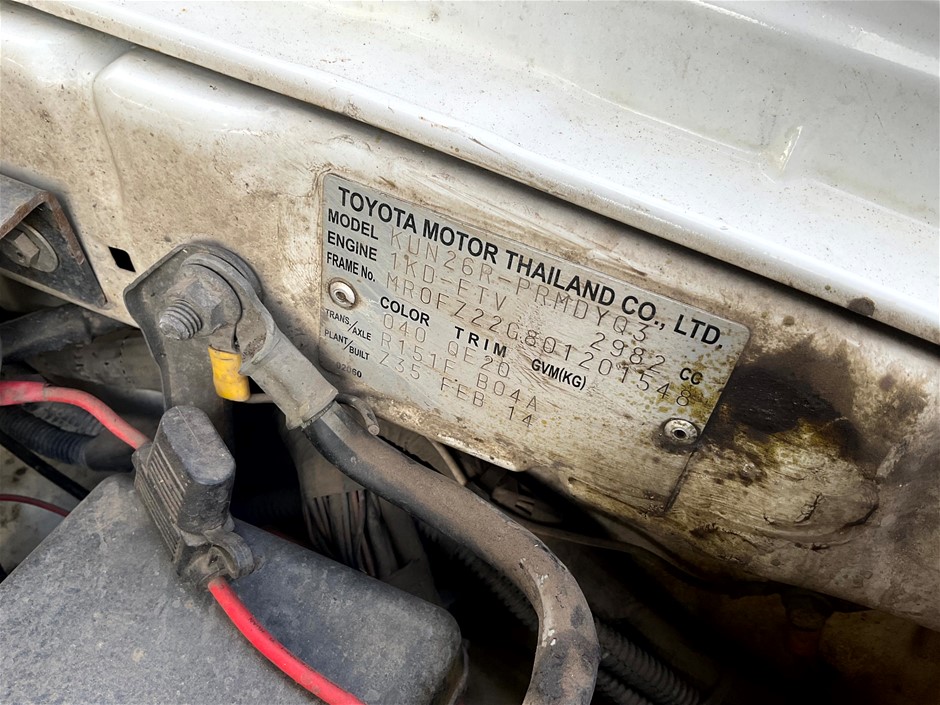 TOYOTA MOTOR THAILAND CO., LTD.
MODEL KUN26R-PRMDYQ3
ENGINE 1KD-FTV 2982 CC
FRAME No. MR0FZ22G801201548
COLOR TRIM GVM(KG)
040 QE20
TRANS./AXLE R151F B04A
PLANT/BUILT Z35 FEB 14
02060